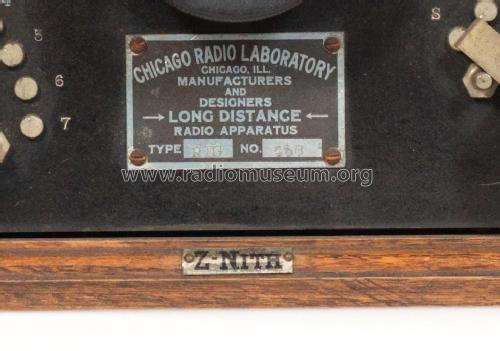 5
6
7
S
CHICAGO RADIO LABORATORY
CHICAGO, ILL.
MANUFACTURERS
AND
DESIGNERS
→ LONG DISTANCE ←
RADIO APPARATUS
TYPE NO.
www.radiomuseum.org
Z-NITH